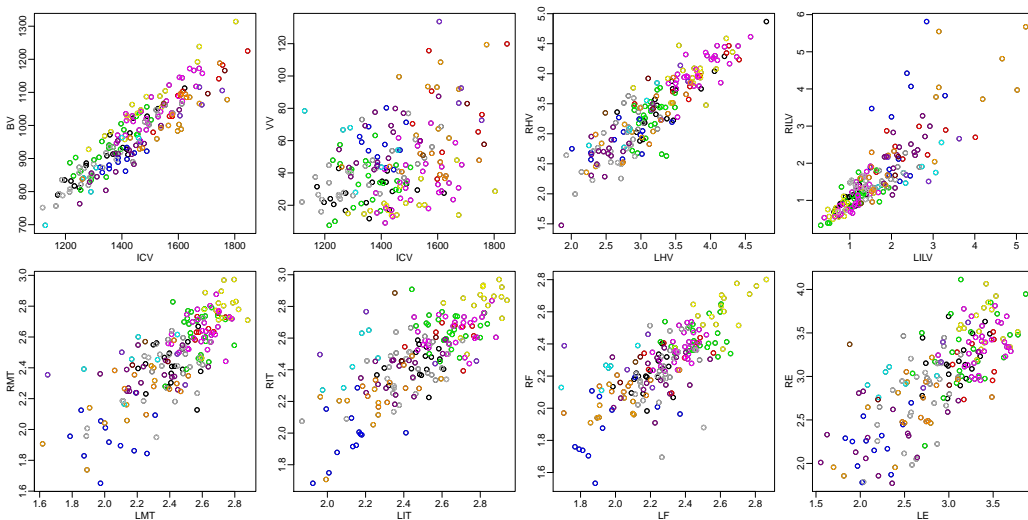 BV
700 800 900 1000 1100 1200 1300
1200 1400 1600 1800
ICV
VV
0 20 40 60 80 100 120
1200 1400 1600 1800
ICV
RHV
1.5 2.0 2.5 3.0 3.5 4.0 4.5 5.0
2.0 2.5 3.0 3.5 4.0 4.5
LHV
RILV
1 2 3 4 5 6
1 2 3 4 5
LILV
RMT
1.6 1.8 2.0 2.2 2.4 2.6 2.8 3.0
1.6 1.8 2.0 2.2 2.4 2.6 2.8
LMT
RIT
1.8 2.0 2.2 2.4 2.6 2.8 3.0
2.0 2.2 2.4 2.6 2.8
LIT
RF
1.6 1.8 2.0 2.2 2.4 2.6 2.8
1.8 2.0 2.2 2.4 2.6 2.8
LF
RE
2.0 2.5 3.0 3.5 4.0
1.5 2.0 2.5 3.0 3.5
LE